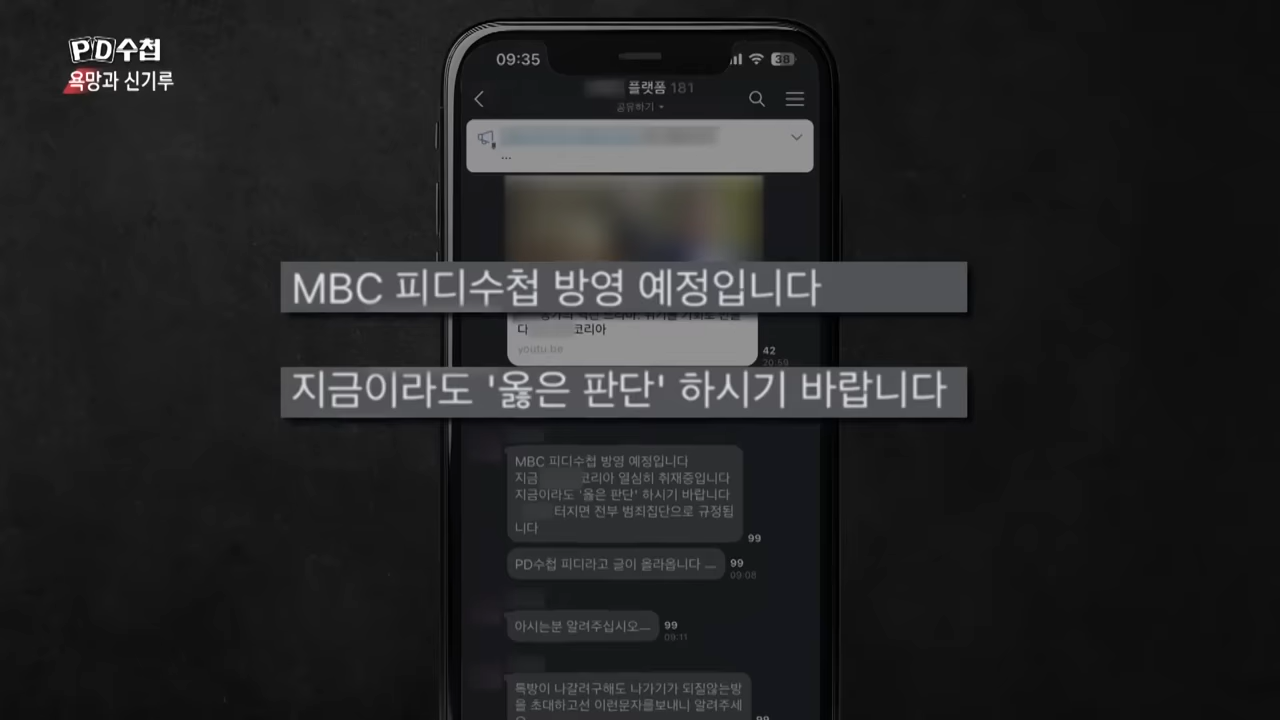 PD수첩
욕망과 신기루
09:35
38
플랫폼 181
공유하기
...
MBC 피디수첩 방영 예정입니다
다 코리아
youtu.be
42
20:59
지금이라도 '옳은 판단' 하시기 바랍니다
MBC 피디수첩 방영 예정입니다
지금 코리아 열심히 취재중입니다
지금이라도 '옳은 판단' 하시기 바랍니다
터지면 전부 범죄집단으로 규정됩
니다
99
PD수첩 피디라고 글이 올라옵니다 ㅡ
99
09:08
아시는분 알려주십시오ㅡ
99
09:11
특방이 나갈려구해도 나가기가 되질않는방
을 초대하고선 이런문자를보내니 알려주세
99